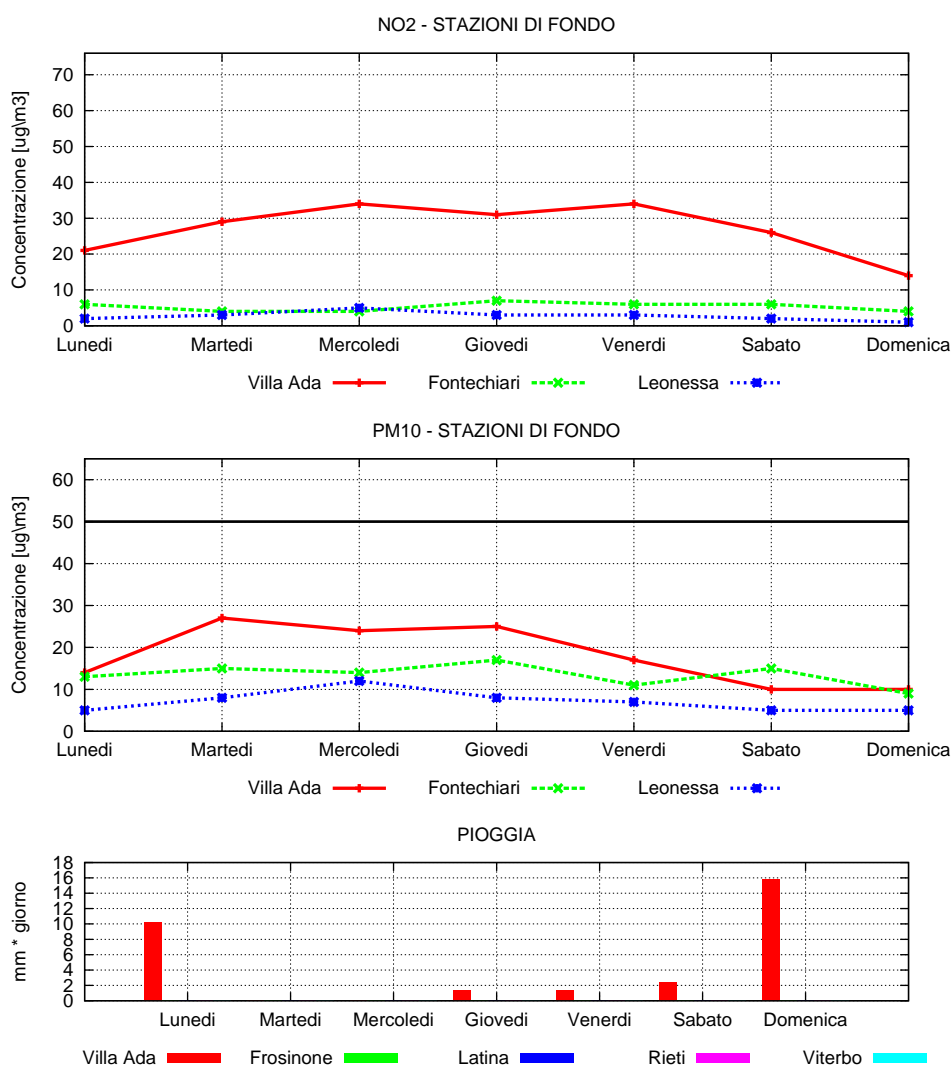 NO2 - STAZIONI DI FONDO
Concentrazione [ug\m3]
70
60
50
40
30
20
10
0
Lunedi Martedi Mercoledi Giovedi Venerdi Sabato Domenica
Villa Ada Fontechiari Leonessa
PM10 - STAZIONI DI FONDO
Concentrazione [ug\m3]
60
50
40
30
20
10
0
Lunedi Martedi Mercoledi Giovedi Venerdi Sabato Domenica
Villa Ada Fontechiari Leonessa
PIOGGIA
mm * giorno
18
16
14
12
10
8
6
4
2
0
Lunedi Martedi Mercoledi Giovedi Venerdi Sabato Domenica
Villa Ada Frosinone Latina Rieti Viterbo